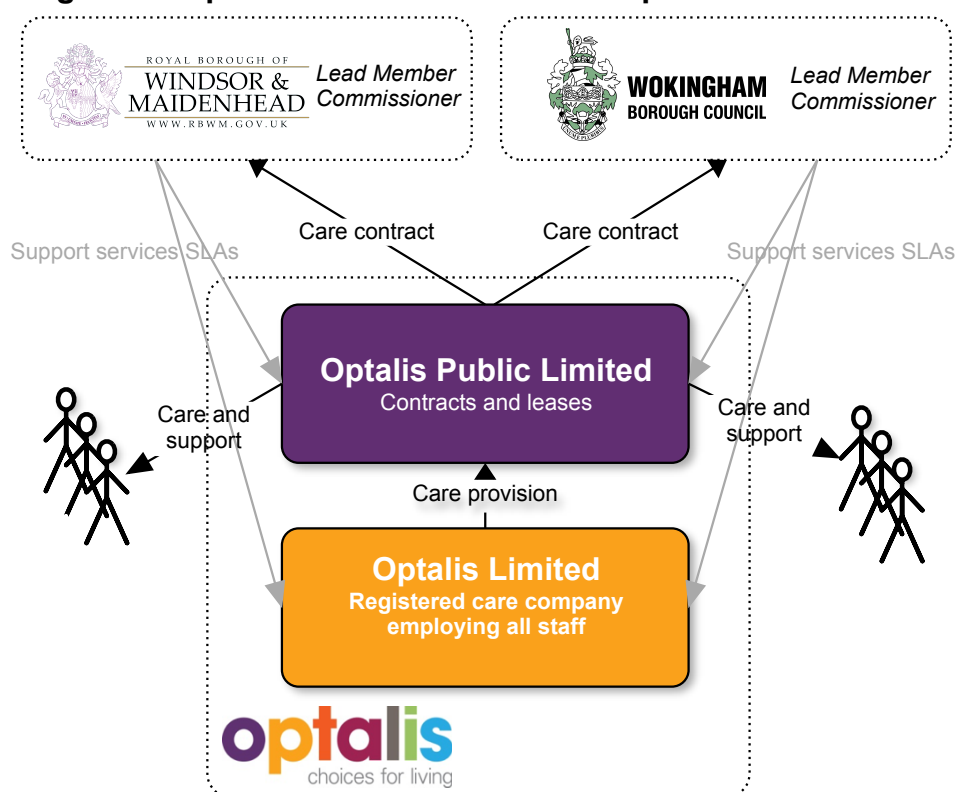 ROYAL BOROUGH OF
WINDSOR &
MAIDENHEAD
WWW.RBWM.GOV.UK
Lead Member
Commissioner
WOKINGHAM
BOROUGH COUNCIL
Lead Member
Commissioner
Care contract
Care contract
Support services SLAs
Support services SLAs
Optalis Public Limited
Contracts and leases
Care and
support
Care and
support
Care provision
Optalis Limited
Registered care company
employing all staff
optalis
choices for living